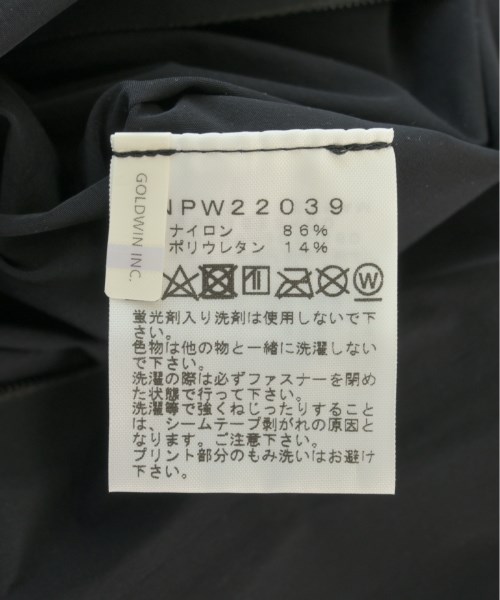 GOLDWIN INC.
NPW22039
ナイロン 86%
ポリウレタン 14%
W
蛍光剤入り洗剤は使用しないで下
さい。
色物は他の物と一緒に洗濯しない
で下さい。
洗濯の際は必ずファスナーを閉め
た状態で行って下さい。
洗濯等で強くねじったりすること
は、シームテープ剥がれの原因と
なります。ご注意下さい。
プリント部分のもみ洗いはお避け
下さい。